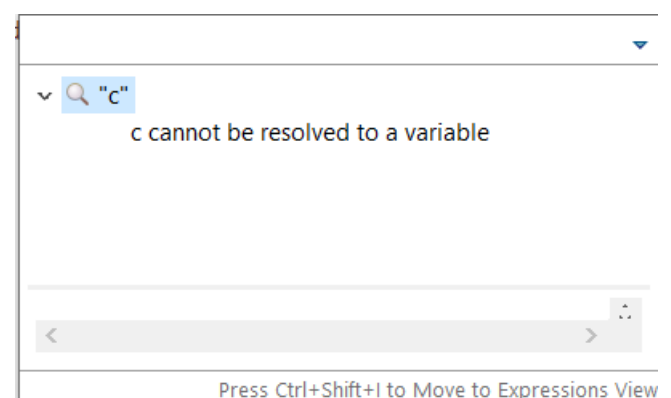 "c"
c cannot be resolved to a variable
Press Ctrl+Shift+I to Move to Expressions View